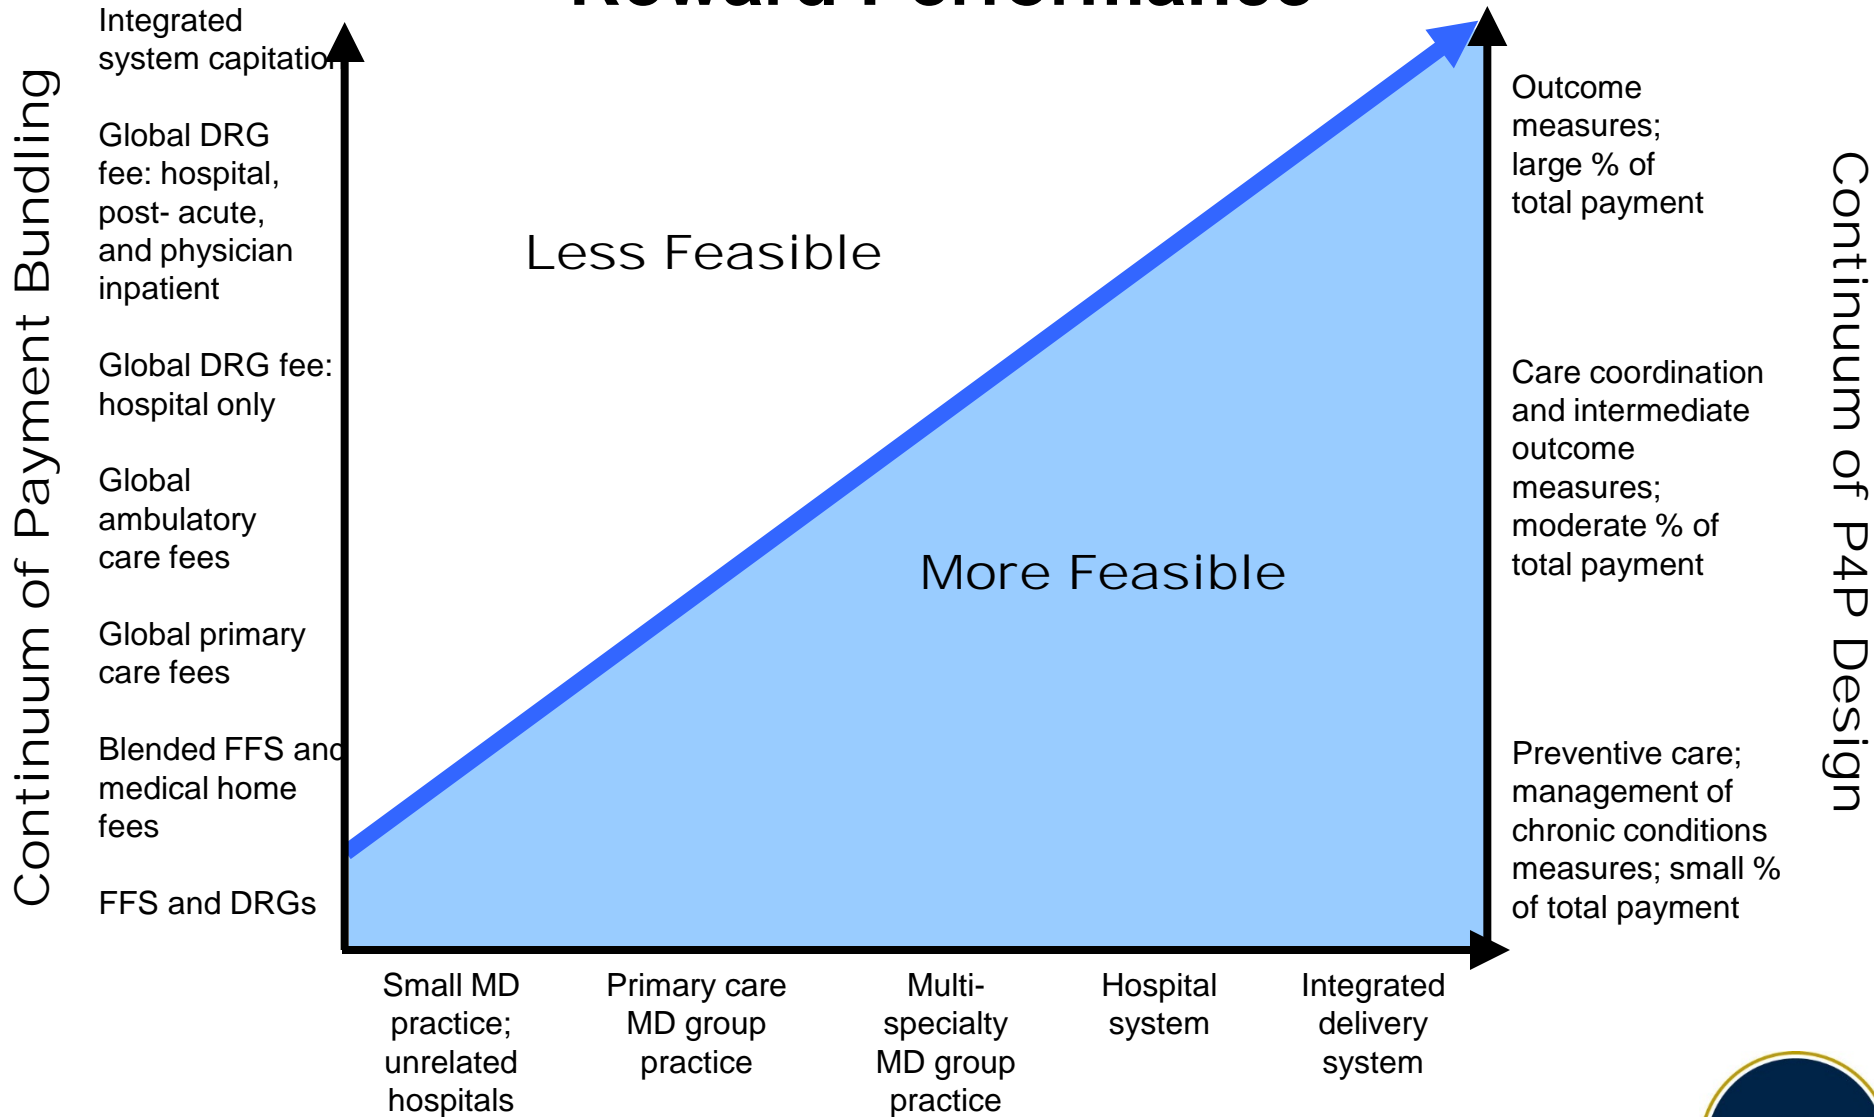 Reward Performance
Continuum of Payment Bundling
Integrated
system capitation
Global DRG
fee: hospital,
post- acute,
and physician
inpatient
Global DRG fee:
hospital only
Global
ambulatory
care fees
Global primary
care fees
Blended FFS and
medical home
fees
FFS and DRGs
Less Feasible
More Feasible
Outcome
measures;
large % of
total payment
Care coordination
and intermediate
outcome
measures;
moderate % of
total payment
Preventive care;
management of
chronic conditions
measures; small %
of total payment
Continuum of P4P Design
Small MD
practice;
unrelated
hospitals
Primary care
MD group
practice
Multi-
specialty
MD group
practice
Hospital
system
Integrated
delivery
system